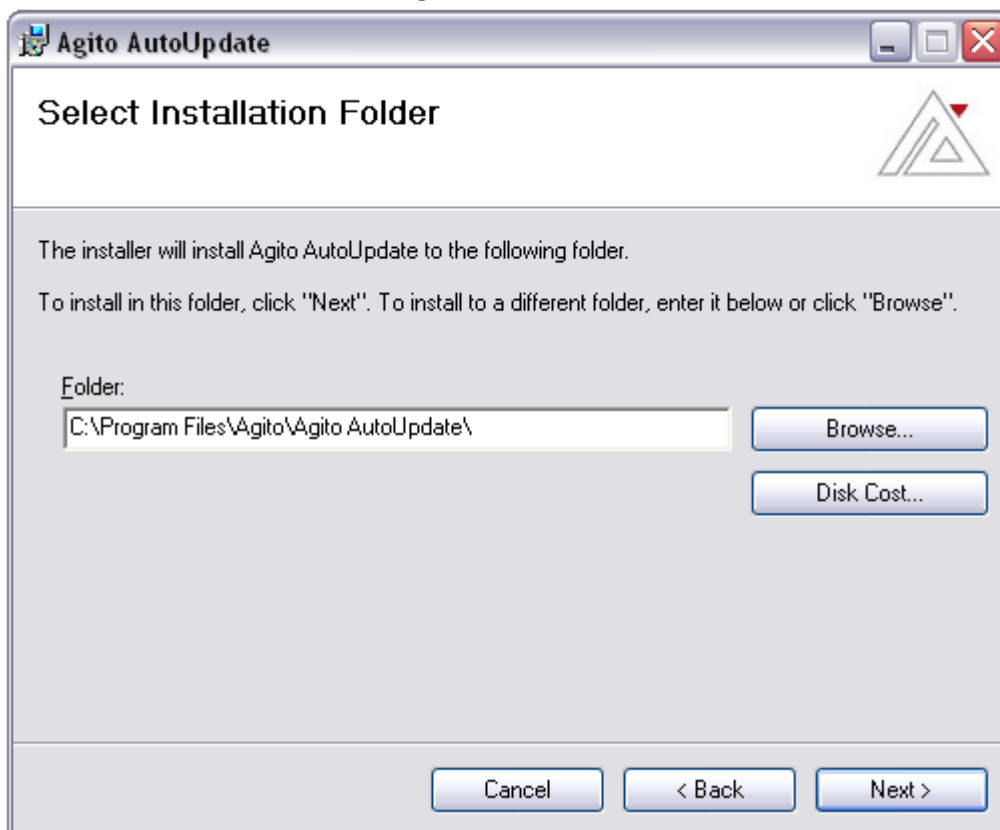 Agito AutoUpdate
Select Installation Folder
The installer will install Agito AutoUpdate to the following folder.
To install in this folder, click "Next". To install to a different folder, enter it below or click "Browse".
Folder:
C:\Program Files\Agito\Agito AutoUpdate\
Browse...
Disk Cost...
Cancel
< Back
Next >